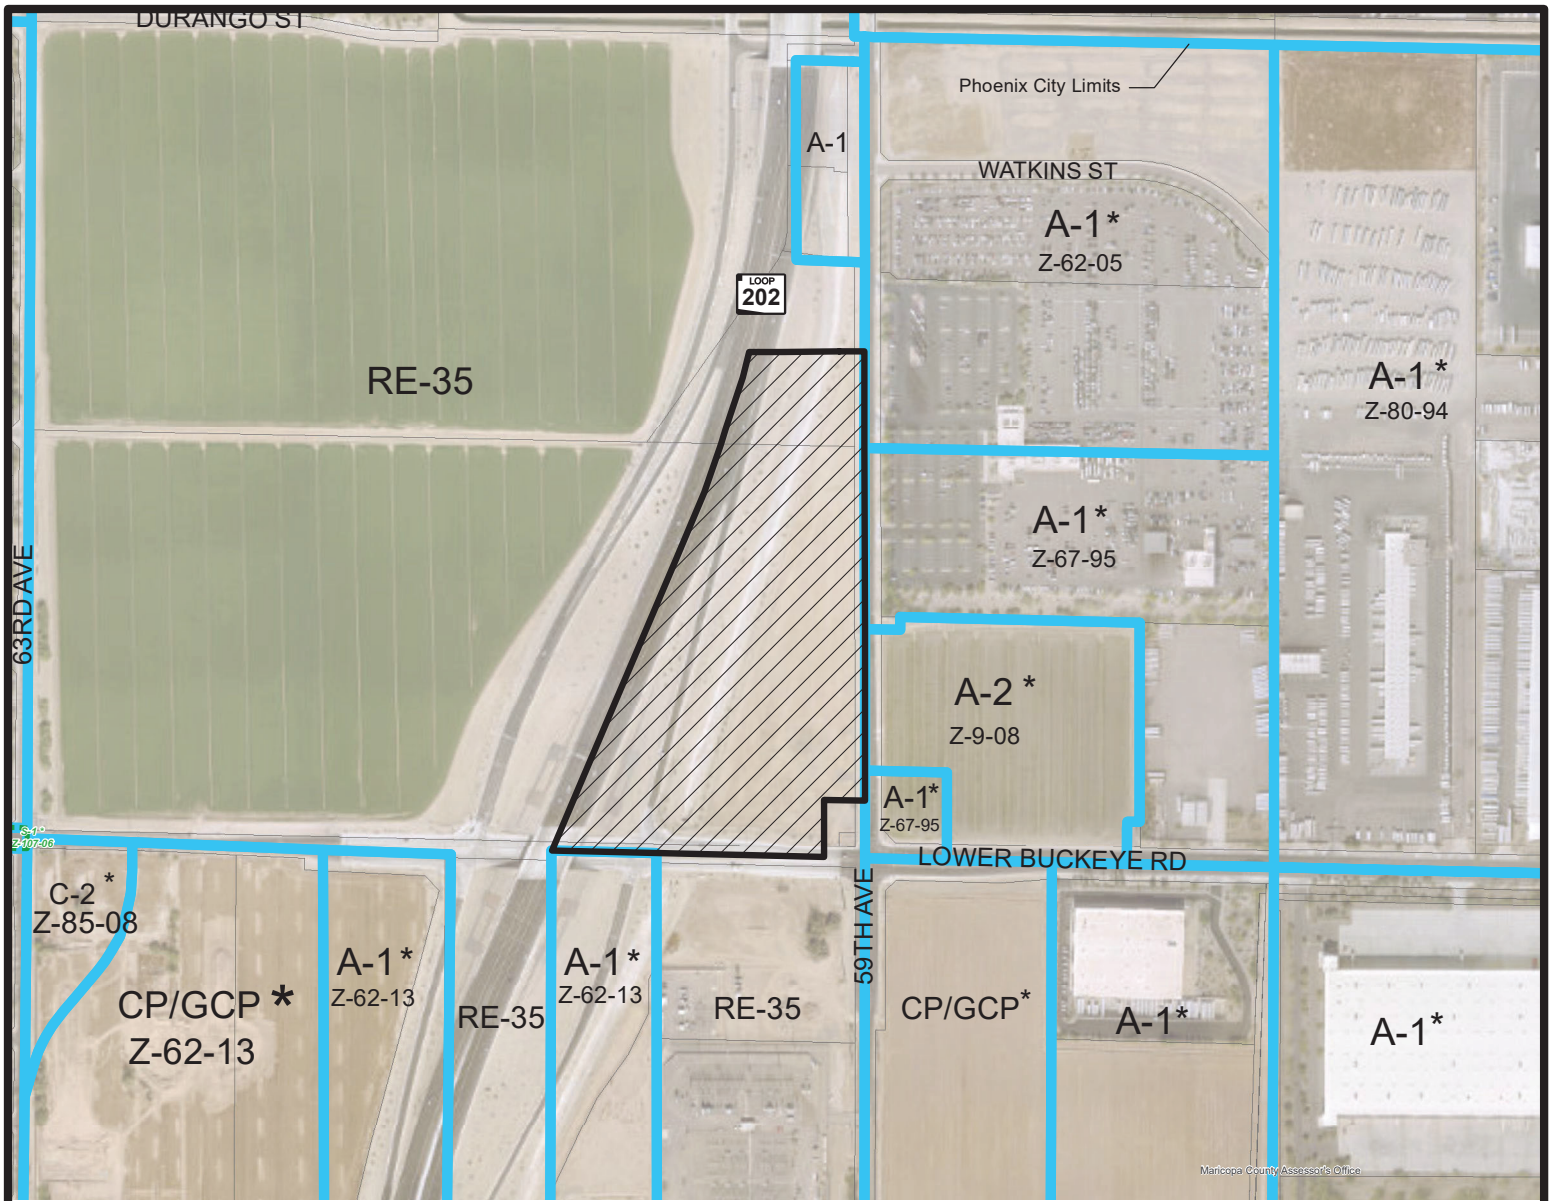 DURANGO ST
Phoenix City Limits
A-1
WATKINS ST
A-1*
Z-62-05
LOOP
202
RE-35
A-1*
Z-80-94
A-1*
Z-67-95
63RD AVE
A-2 *
Z-9-08
A-1*
Z-67-95
S-1 *
Z-107-06
LOWER BUCKEYE RD
C-2 *
Z-85-08
59TH AVE
A-1*
Z-62-13
A-1*
Z-62-13
CP/GCP *
Z-62-13
RE-35
RE-35
CP/GCP*
A-1*
A-1*
Maricopa County Assessor's Office